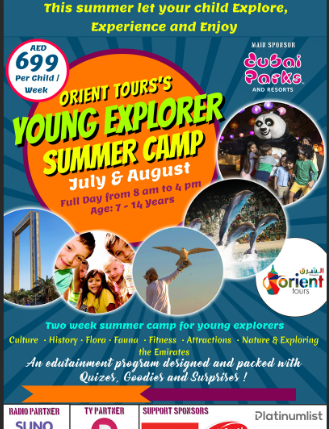 This summer let your child Explore,
Experience and Enjoy
AED
699
Per Child /
Week
MAIN SPONSOR
dubai
Parks
AND RESORTS
ORIENT TOURS'S
YOUNG EXPLORER
SUMMER CAMP
July & August
Full Day from 8 am to 4 pm
Age: 7 - 14 Years
الشرق
orient
tours
Two week summer camp for young explorers
Culture • History • Flora • Fauna • Fitness • Attractions • Nature & Exploring
the Emirates
An edutainment program designed and packed with
Quizes, Goodies and Surprises !
RADIO PARTNER
TV PARTNER
SUPPORT SPONSORS
SUNO
Platinumlist